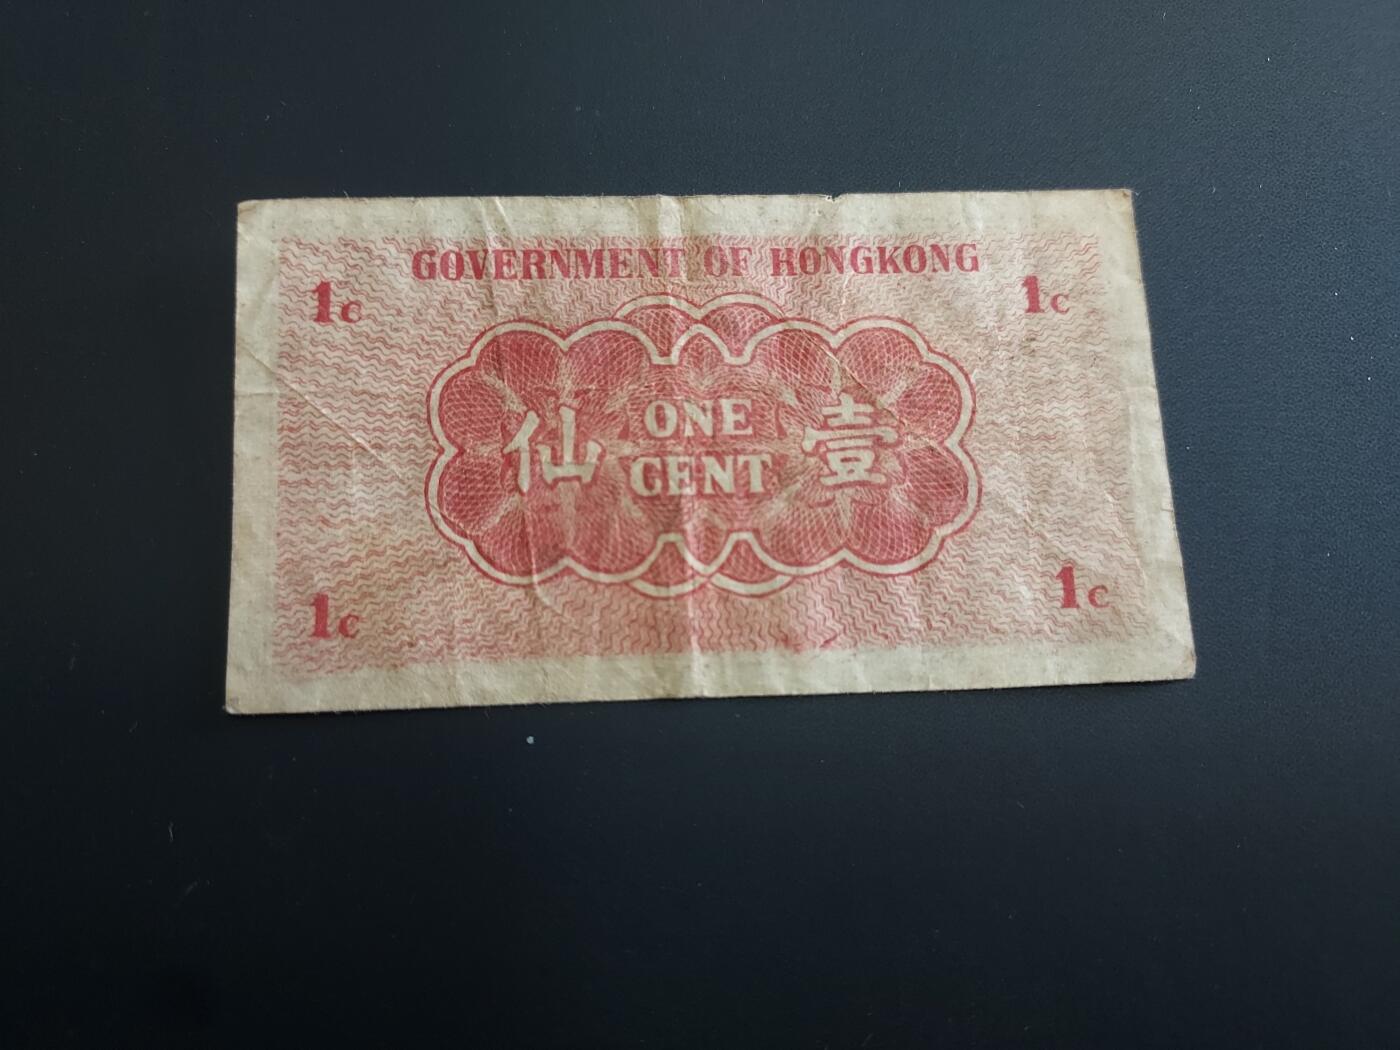 GOVERNMENT OF HONGKONG
1c
1c
仙 ONE 壹
CENT
1c
1c